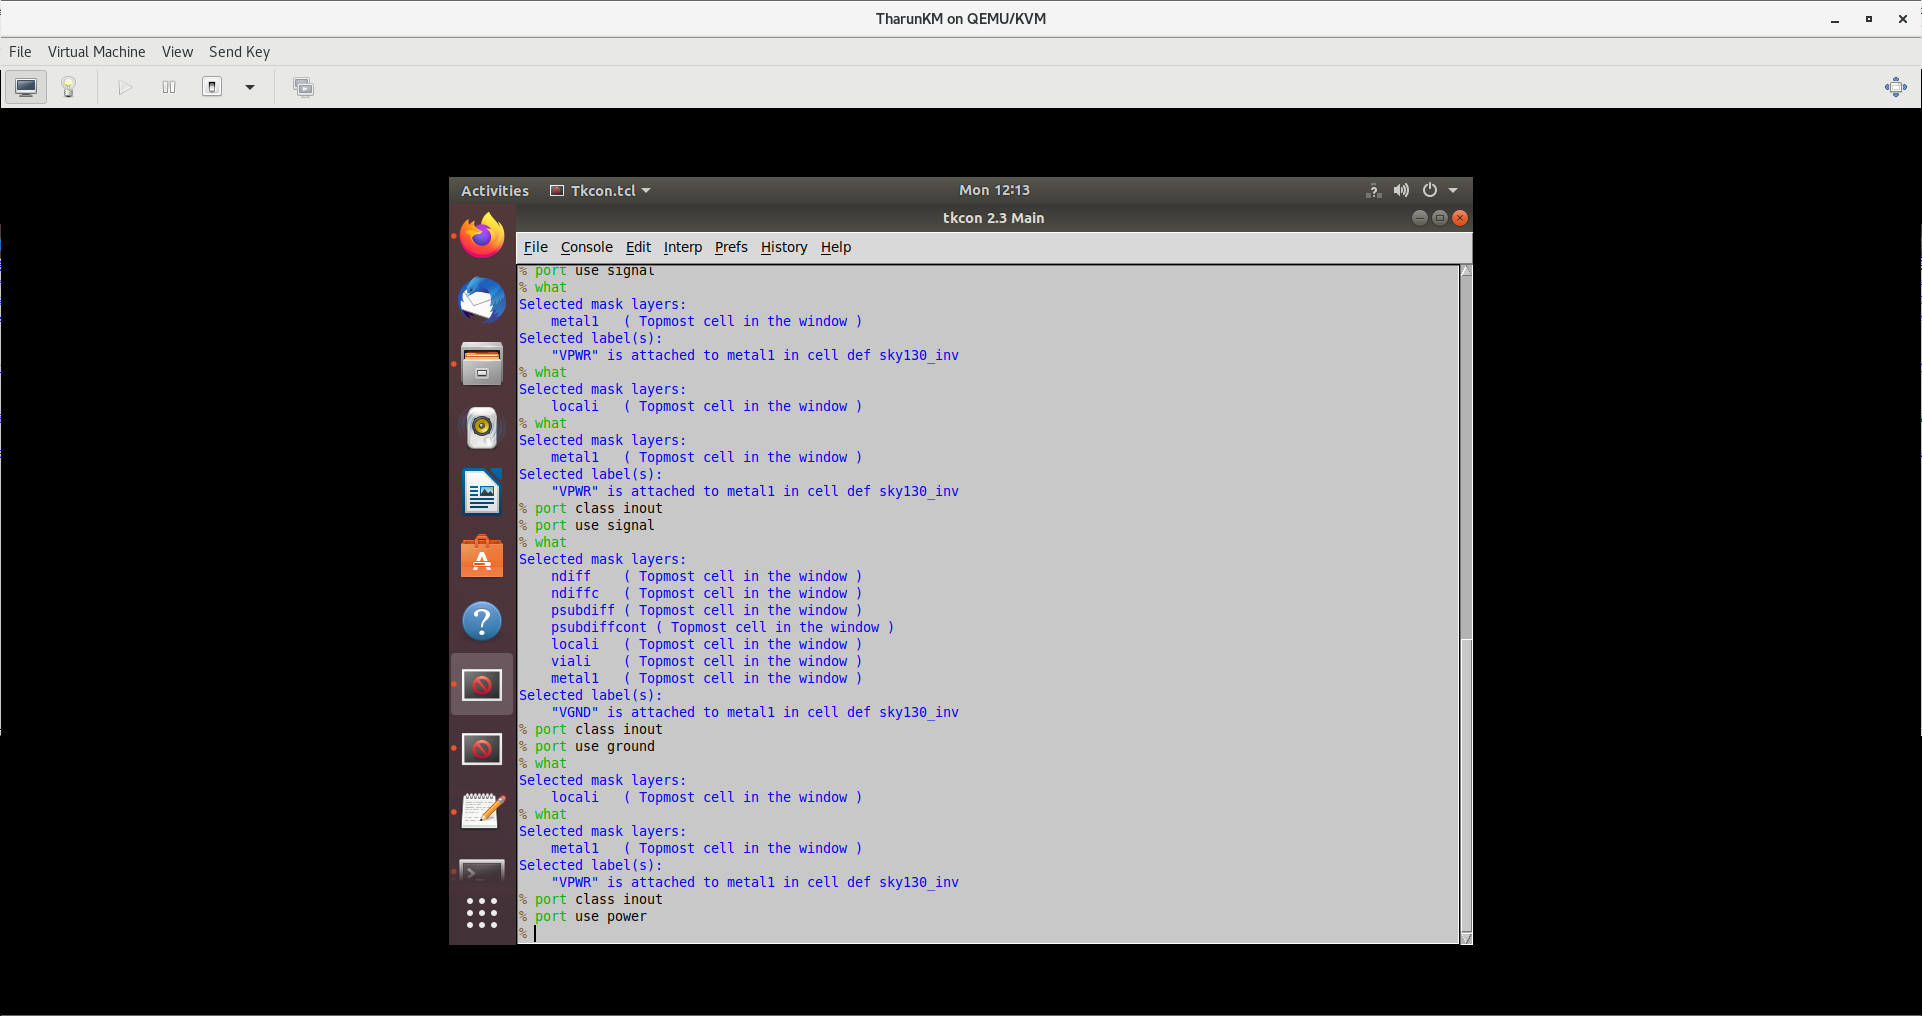 TharunKM on QEMU/KVM
File Virtual Machine View Send Key
Activities Tkcon.tcl Mon 12:13
tkcon 2.3 Main
File Console Edit Interp Prefs History Help
% port use signal
% what
Selected mask layers:
    metal1   ( Topmost cell in the window )
Selected label(s):
    "VPWR" is attached to metal1 in cell def sky130_inv
% what
Selected mask layers:
    locali   ( Topmost cell in the window )
% what
Selected mask layers:
    metal1   ( Topmost cell in the window )
Selected label(s):
    "VPWR" is attached to metal1 in cell def sky130_inv
% port class inout
% port use signal
% what
Selected mask layers:
    ndiff    ( Topmost cell in the window )
    ndiffc   ( Topmost cell in the window )
    psubdiff ( Topmost cell in the window )
    psubdiffcont ( Topmost cell in the window )
    locali   ( Topmost cell in the window )
    viali    ( Topmost cell in the window )
    metal1   ( Topmost cell in the window )
Selected label(s):
    "VGND" is attached to metal1 in cell def sky130_inv
% port class inout
% port use ground
% what
Selected mask layers:
    locali   ( Topmost cell in the window )
% what
Selected mask layers:
    metal1   ( Topmost cell in the window )
Selected label(s):
    "VPWR" is attached to metal1 in cell def sky130_inv
% port class inout
% port use power
%